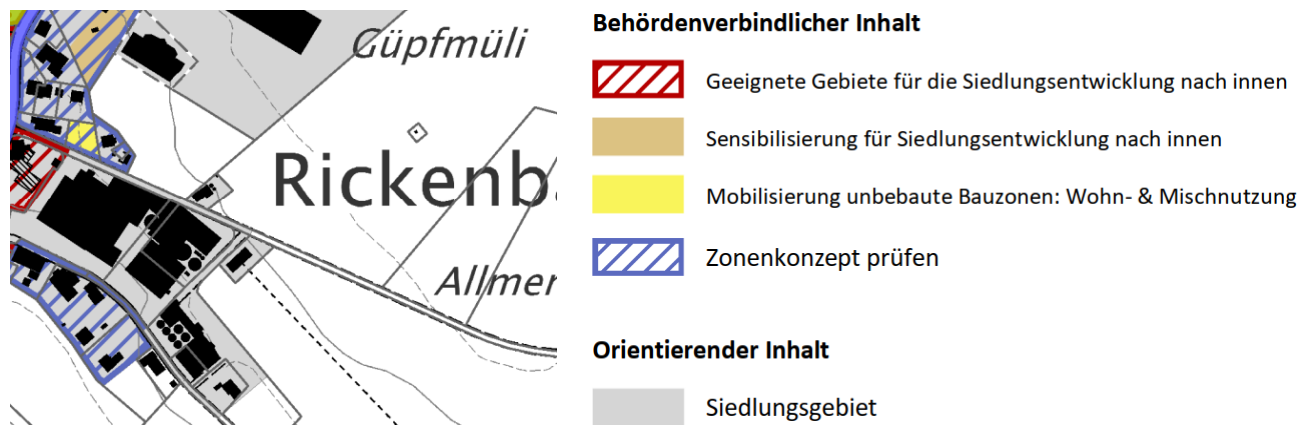 Güpfmüli
Rickenb
Allmer
Behördenverbindlicher Inhalt
Geeignete Gebiete für die Siedlungsentwicklung nach innen
Sensibilisierung für Siedlungsentwicklung nach innen
Mobilisierung unbebaute Bauzonen: Wohn- & Mischnutzung
Zonenkonzept prüfen
Orientierender Inhalt
Siedlungsgebiet